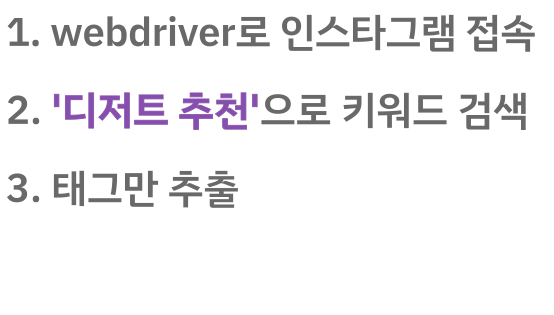 1. webdriver로 인스타그램 접속
2. '디저트 추천'으로 키워드 검색
3. 태그만 추출